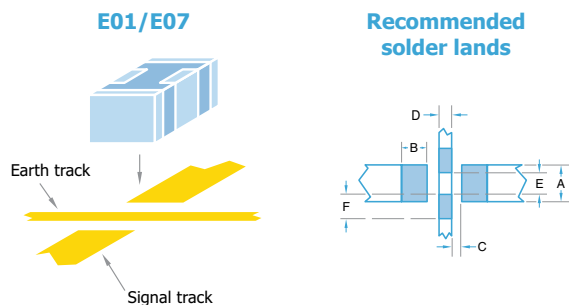 E01/E07
Recommended
solder lands
D
B
Earth track
E
A
F
C
Signal track